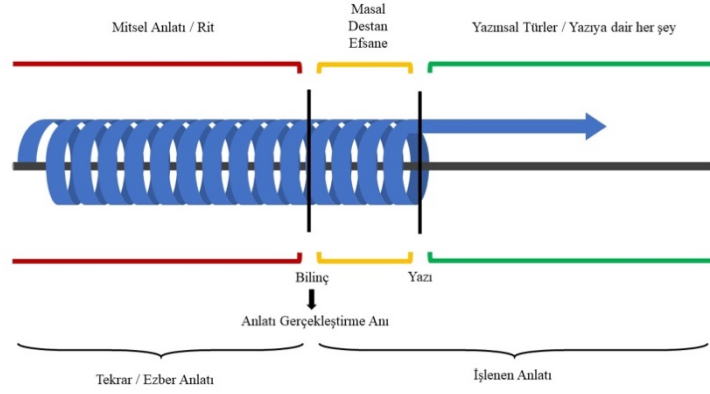 Mitsel Anlatı / Rit
Masal
Destan
Efsane
Yazınsal Türler / Yazıya dair her şey
Bilinç
Yazı
Anlatı Gerçekleştirme Anı
Tekrar / Ezber Anlatı
İşlenen Anlatı